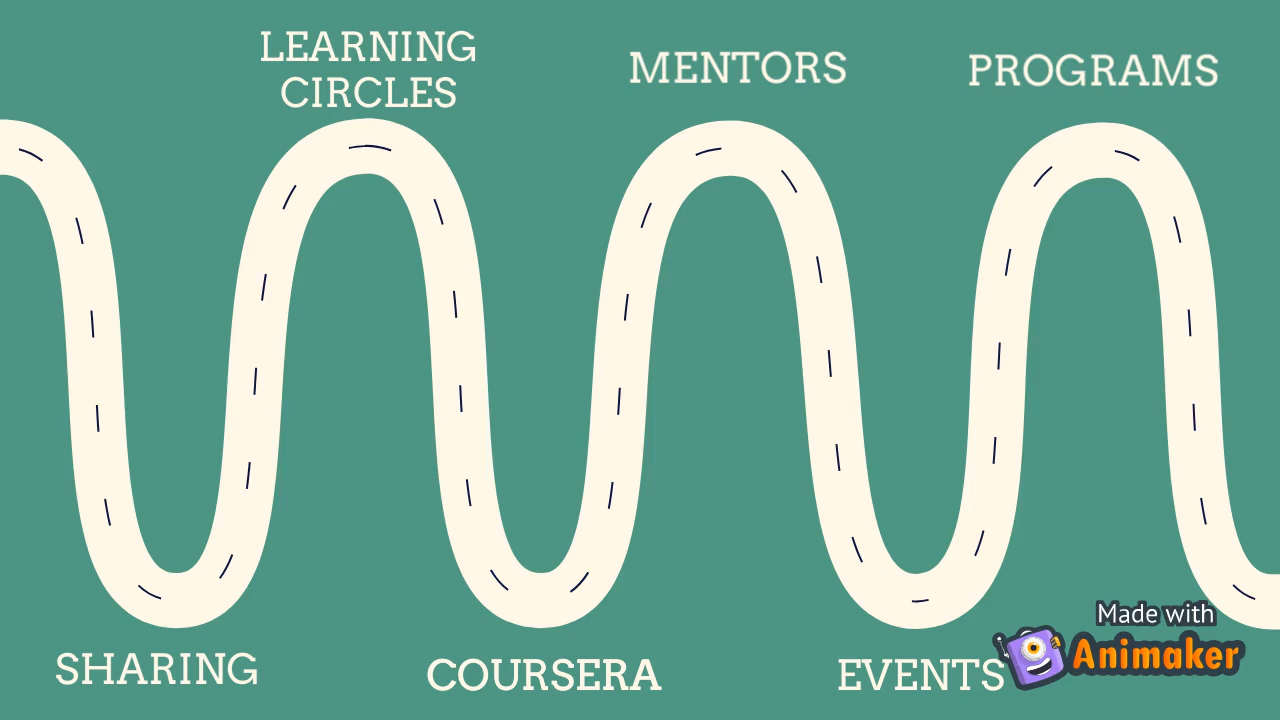 LEARNING
CIRCLES
MENTORS
PROGRAMS
SHARING
COURSERA
EVENTS
Made with
Animaker